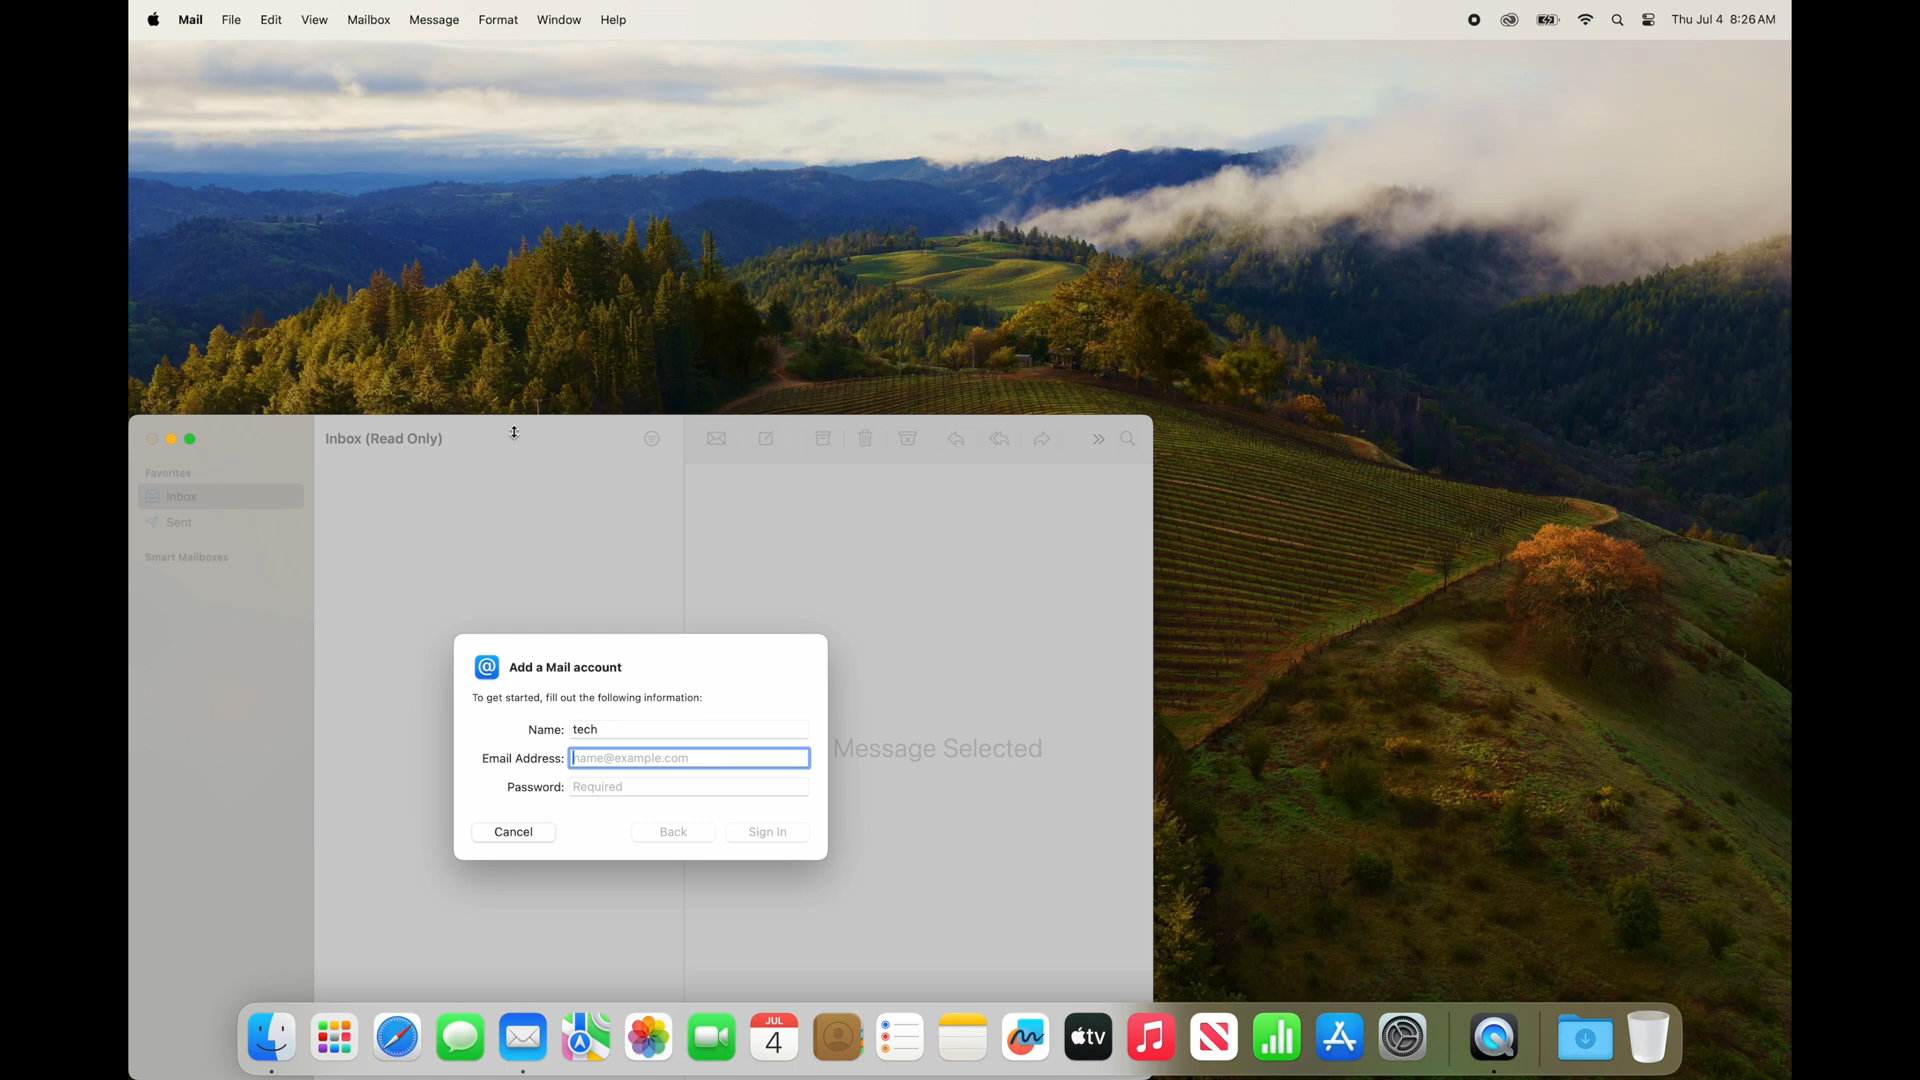 Mail File Edit View Mailbox Message Format Window Help
Thu Jul 4 8:26 AM
Inbox (Read Only)
Favorites
Inbox
Sent
Smart Mailboxes
Message Selected
@ Add a Mail account
To get started, fill out the following information:
Name: tech
Email Address: name@example.com
Password: Required
Cancel Back Sign In
JUL
4
tv